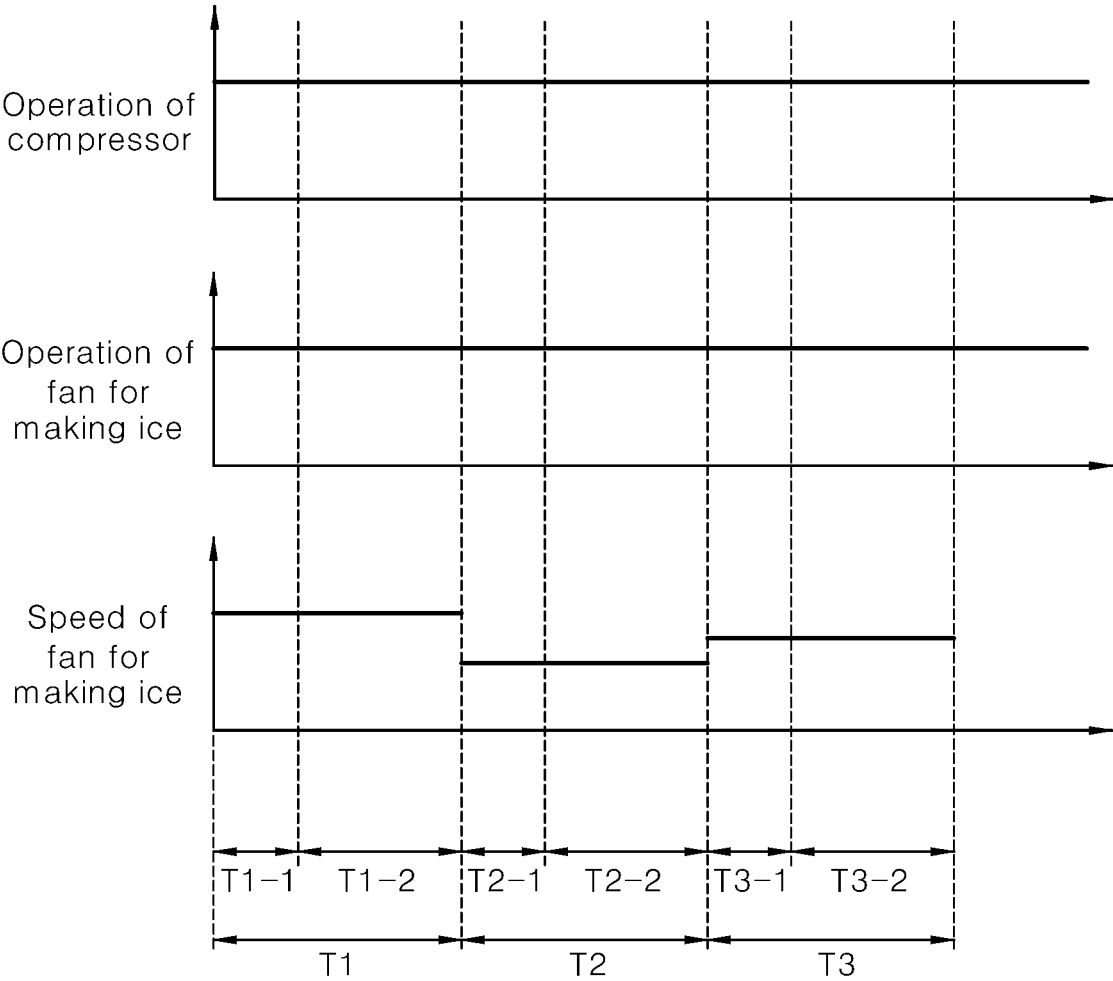 Operation of
compressor
Operation of
fan for
making ice
Speed of
fan for
making ice
T1-1 T1-2 T2-1 T2-2 T3-1 T3-2
T1 T2 T3